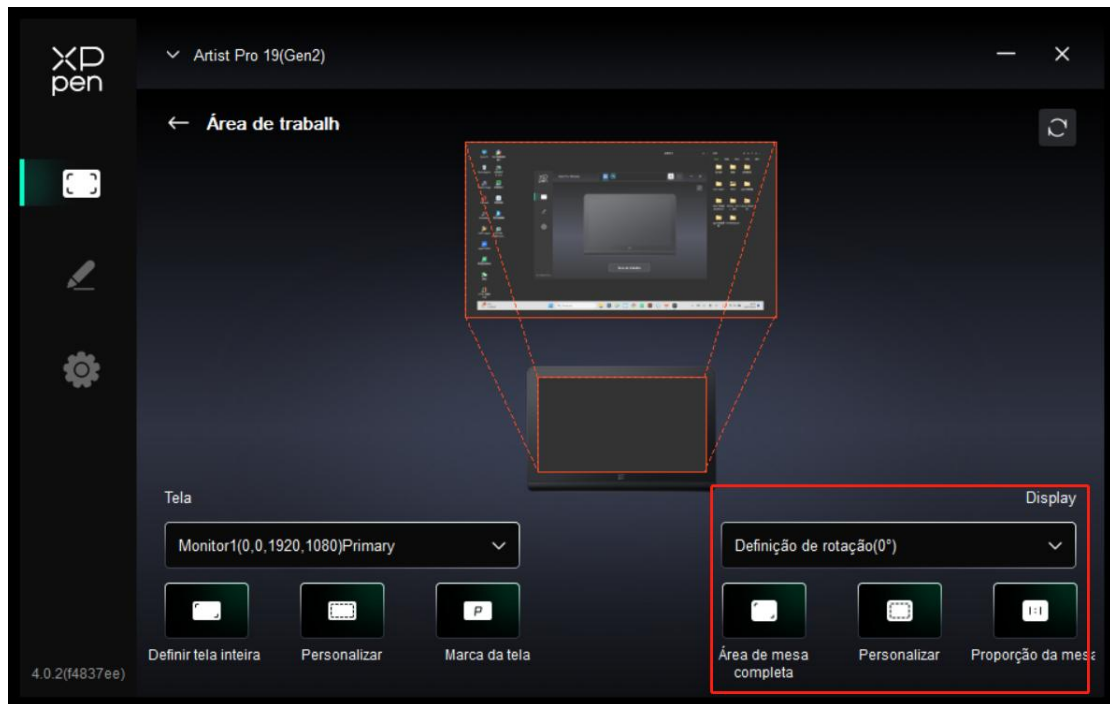 XP
pen
Artist Pro 19(Gen2)
Área de trabalh
Tela
Display
Monitor1(0,0,1920,1080)Primary
Definição de rotação(0°)
P
1:1
Definir tela inteira
Personalizar
Marca da tela
Área de mesa
completa
Personalizar
Proporção da mesa
4.0.2(f4837ee)